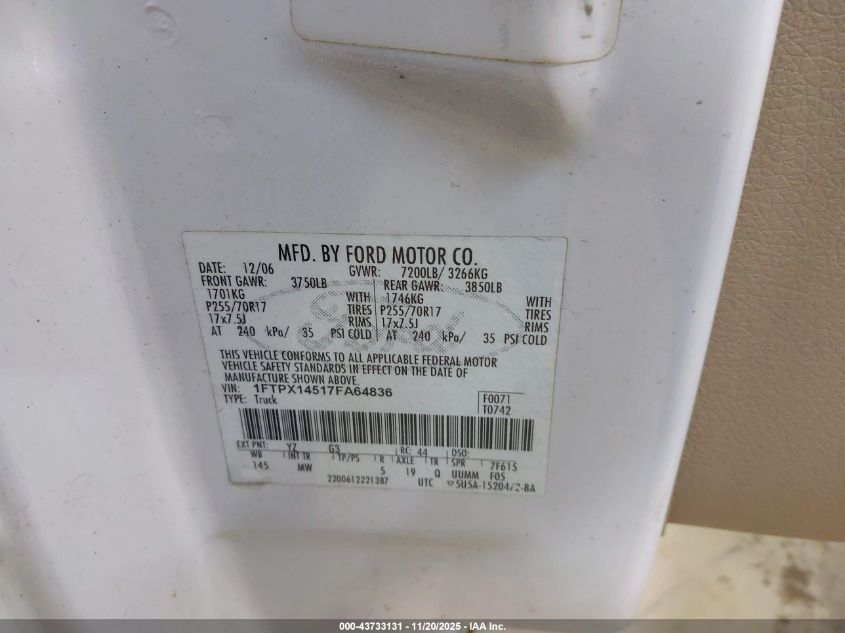 MFD. BY FORD MOTOR CO.
DATE: 12/06 GVWR: 7200LB/ 3266KG
FRONT GAWR: 3750LB REAR GAWR: 3850LB
1701KG WITH 1746KG WITH
P255/70R17 TIRES P255/70R17 TIRES
17x7.5J RIMS 17x7.5J RIMS
AT 240 kPa/ 35 PSI COLD AT 240 kPa/ 35 PSI COLD
THIS VEHICLE CONFORMS TO ALL APPLICABLE FEDERAL MOTOR
VEHICLE SAFETY STANDARDS IN EFFECT ON THE DATE OF
MANUFACTURE SHOWN ABOVE.
VIN: 1FTPX14517FA64836 F0071
TYPE: Truck T0742
EXT PNT: YZ G3 RC: 44 DSO:
WB INT TR TP/PS R AXLE TR SPR 7F615
145 MW 5 19 Q UUMM F05
2200612221387 UTC
000-43733131 - 11/20/2025 - IAA Inc.